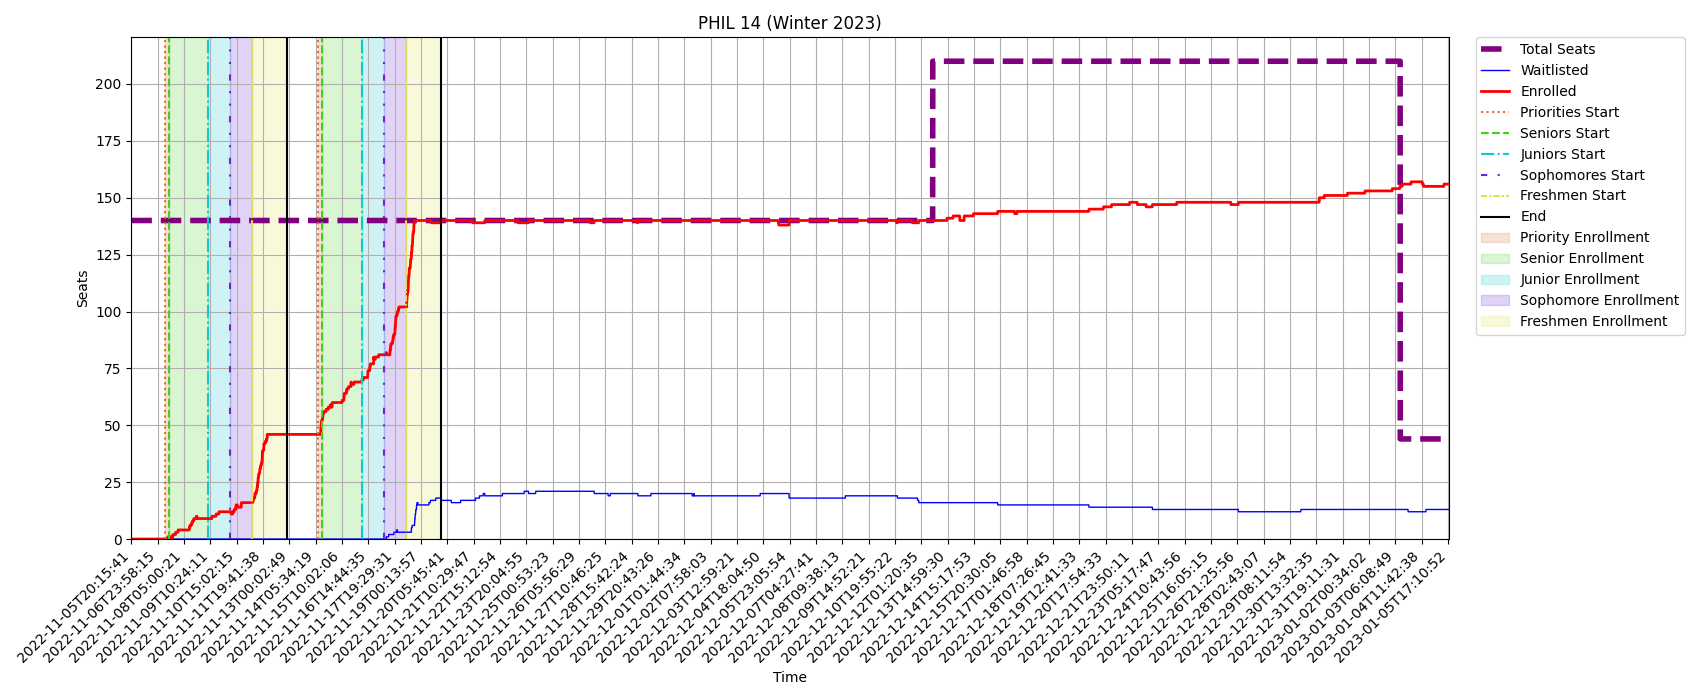 PHIL 14 (Winter 2023)
Seats
200
175
150
125
100
75
50
25
0
2022-11-05T20:15:41
2022-11-06T23:58:15
2022-11-08T05:00:21
2022-11-09T10:24:11
2022-11-10T15:02:15
2022-11-11T19:41:38
2022-11-13T00:02:49
2022-11-14T05:34:19
2022-11-15T10:02:06
2022-11-16T14:44:35
2022-11-17T19:29:31
2022-11-19T00:13:57
2022-11-20T05:45:41
2022-11-21T10:29:47
2022-11-22T15:12:54
2022-11-23T20:04:55
2022-11-25T00:53:23
2022-11-26T05:56:29
2022-11-27T10:46:25
2022-11-28T15:42:24
2022-11-29T20:43:26
2022-12-01T01:44:34
2022-12-02T07:58:03
2022-12-03T12:59:21
2022-12-04T18:04:50
2022-12-05T23:05:54
2022-12-07T04:27:41
2022-12-08T09:38:13
2022-12-09T14:52:21
2022-12-10T19:55:22
2022-12-12T01:20:35
2022-12-13T14:59:30
2022-12-14T15:17:53
2022-12-15T20:30:05
2022-12-17T01:46:58
2022-12-18T07:26:45
2022-12-19T12:41:33
2022-12-20T17:54:33
2022-12-21T23:50:11
2022-12-23T05:17:47
2022-12-24T10:43:56
2022-12-25T16:05:15
2022-12-26T21:25:56
2022-12-28T02:43:07
2022-12-29T08:11:54
2022-12-30T13:32:35
2022-12-31T19:11:31
2023-01-02T00:34:02
2023-01-03T06:08:49
2023-01-04T11:42:38
2023-01-05T17:10:52
Time
Total Seats
Waitlisted
Enrolled
Priorities Start
Seniors Start
Juniors Start
Sophomores Start
Freshmen Start
End
Priority Enrollment
Senior Enrollment
Junior Enrollment
Sophomore Enrollment
Freshmen Enrollment